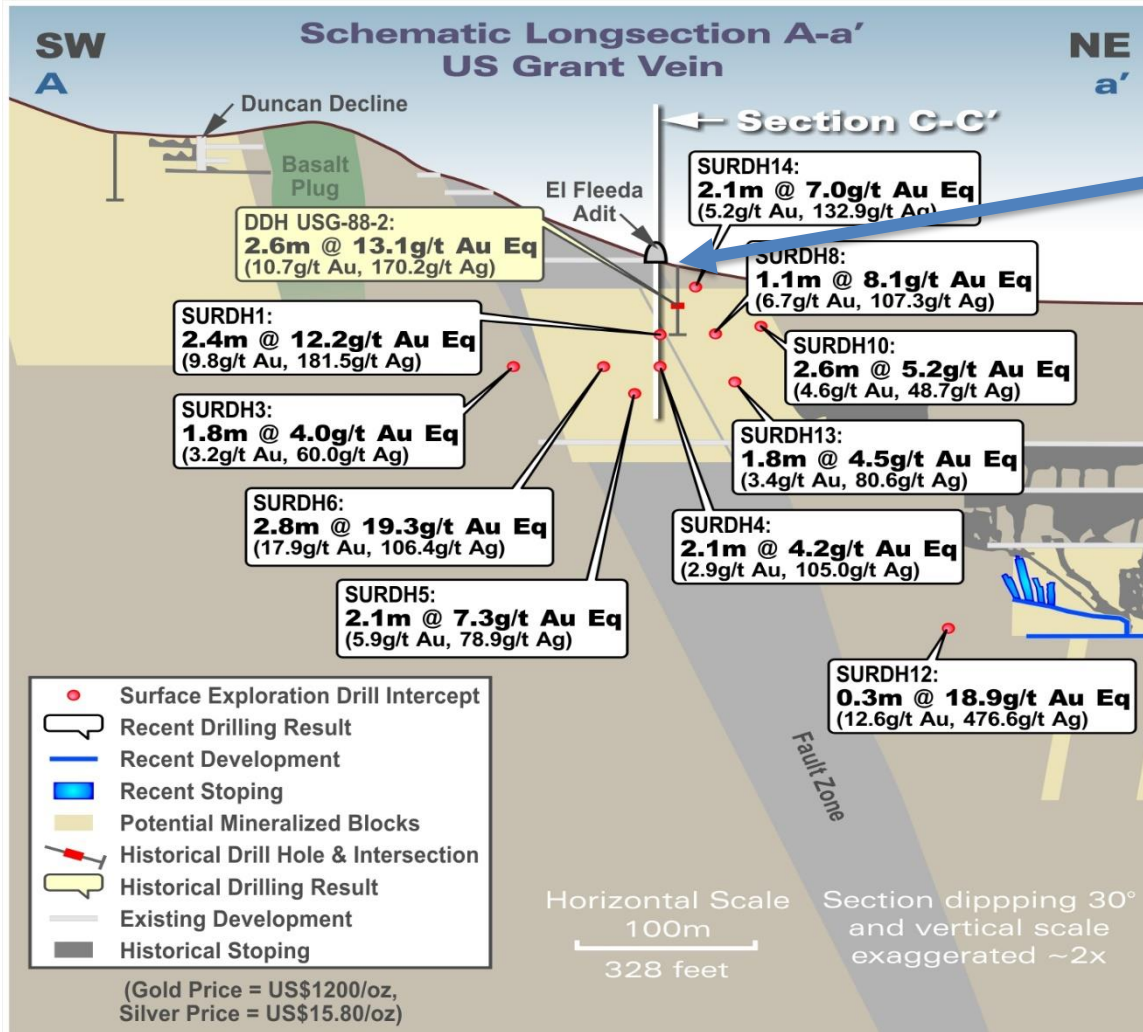 SW
A
Schematic Longsection A-a'
US Grant Vein
NE
a'
Duncan Decline
Section C-C'
Basalt
Plug
El Fleeda
Adit
SURDH14:
2.1m @ 7.0g/t Au Eq
(5.2g/t Au, 132.9g/t Ag)
DDH USG-88-2:
2.6m @ 13.1g/t Au Eq
(10.7g/t Au, 170.2g/t Ag)
SURDH8:
1.1m @ 8.1g/t Au Eq
(6.7g/t Au, 107.3g/t Ag)
SURDH1:
2.4m @ 12.2g/t Au Eq
(9.8g/t Au, 181.5g/t Ag)
SURDH10:
2.6m @ 5.2g/t Au Eq
(4.6g/t Au, 48.7g/t Ag)
SURDH3:
1.8m @ 4.0g/t Au Eq
(3.2g/t Au, 60.0g/t Ag)
SURDH13:
1.8m @ 4.5g/t Au Eq
(3.4g/t Au, 80.6g/t Ag)
SURDH6:
2.8m @ 19.3g/t Au Eq
(17.9g/t Au, 106.4g/t Ag)
SURDH4:
2.1m @ 4.2g/t Au Eq
(2.9g/t Au, 105.0g/t Ag)
SURDH5:
2.1m @ 7.3g/t Au Eq
(5.9g/t Au, 78.9g/t Ag)
SURDH12:
0.3m @ 18.9g/t Au Eq
(12.6g/t Au, 476.6g/t Ag)
Fault Zone
Surface Exploration Drill Intercept
Recent Drilling Result
Recent Development
Recent Stoping
Potential Mineralized Blocks
Historical Drill Hole & Intersection
Historical Drilling Result
Existing Development
Historical Stoping
(Gold Price = US$1200/oz,
Silver Price = US$15.80/oz)
Horizontal Scale
100m
328 feet
Section dippping 30°
and vertical scale
exaggerated ~2x